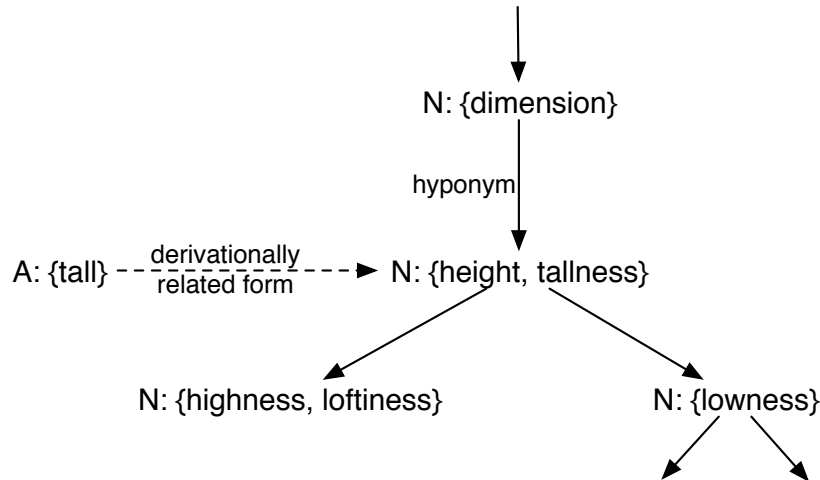 N: {dimension}
hyponym
derivationally
A: {tall}
N: {height, tallness}
related form
N: {highness, loftiness}
N: {lowness}